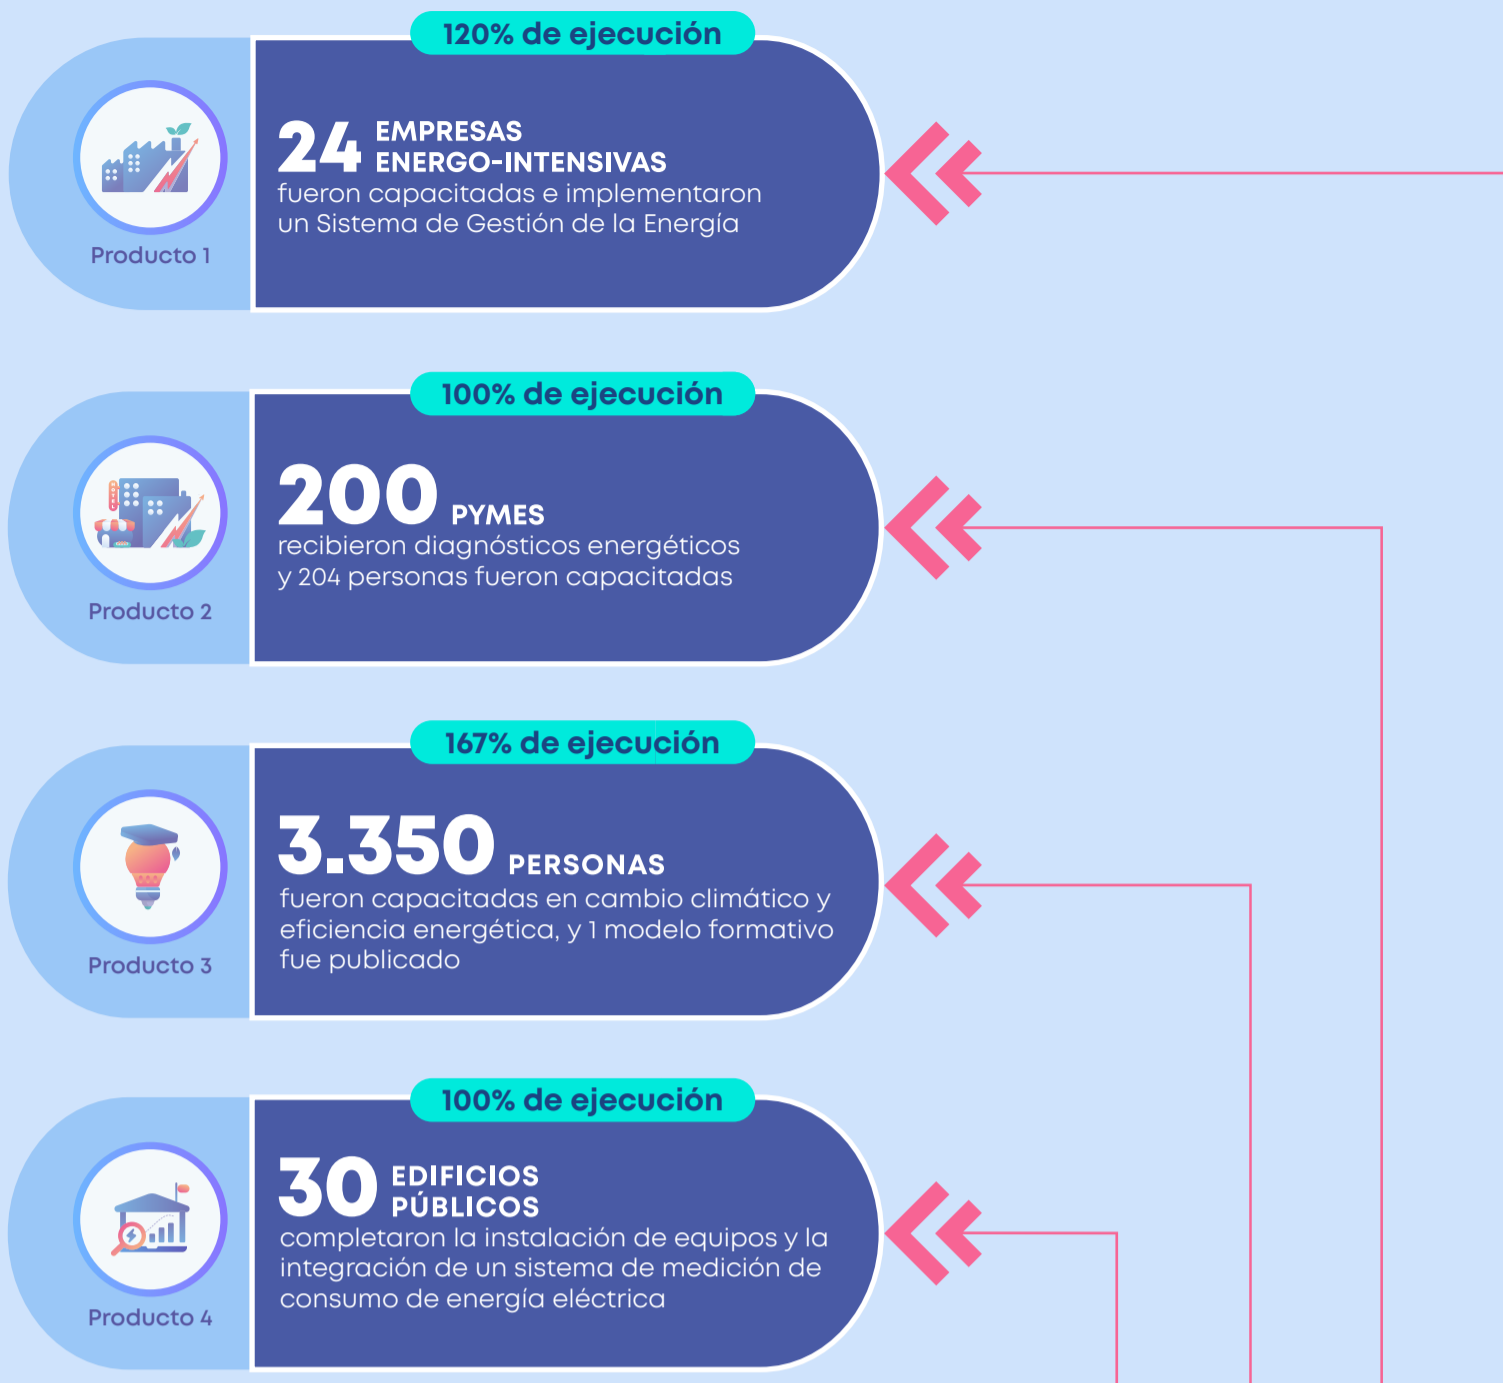 120% de ejecución
24 EMPRESAS
ENERGO-INTENSIVAS
fueron capacitadas e implementaron
un Sistema de Gestión de la Energía
Producto 1
100% de ejecución
200 PYMES
recibieron diagnósticos energéticos
y 204 personas fueron capacitadas
Producto 2
167% de ejecución
3.350 PERSONAS
fueron capacitadas en cambio climático y
eficiencia energética, y 1 modelo formativo
fue publicado
Producto 3
100% de ejecución
30 EDIFICIOS
PÚBLICOS
completaron la instalación de equipos y la
integración de un sistema de medición de
consumo de energía eléctrica
Producto 4